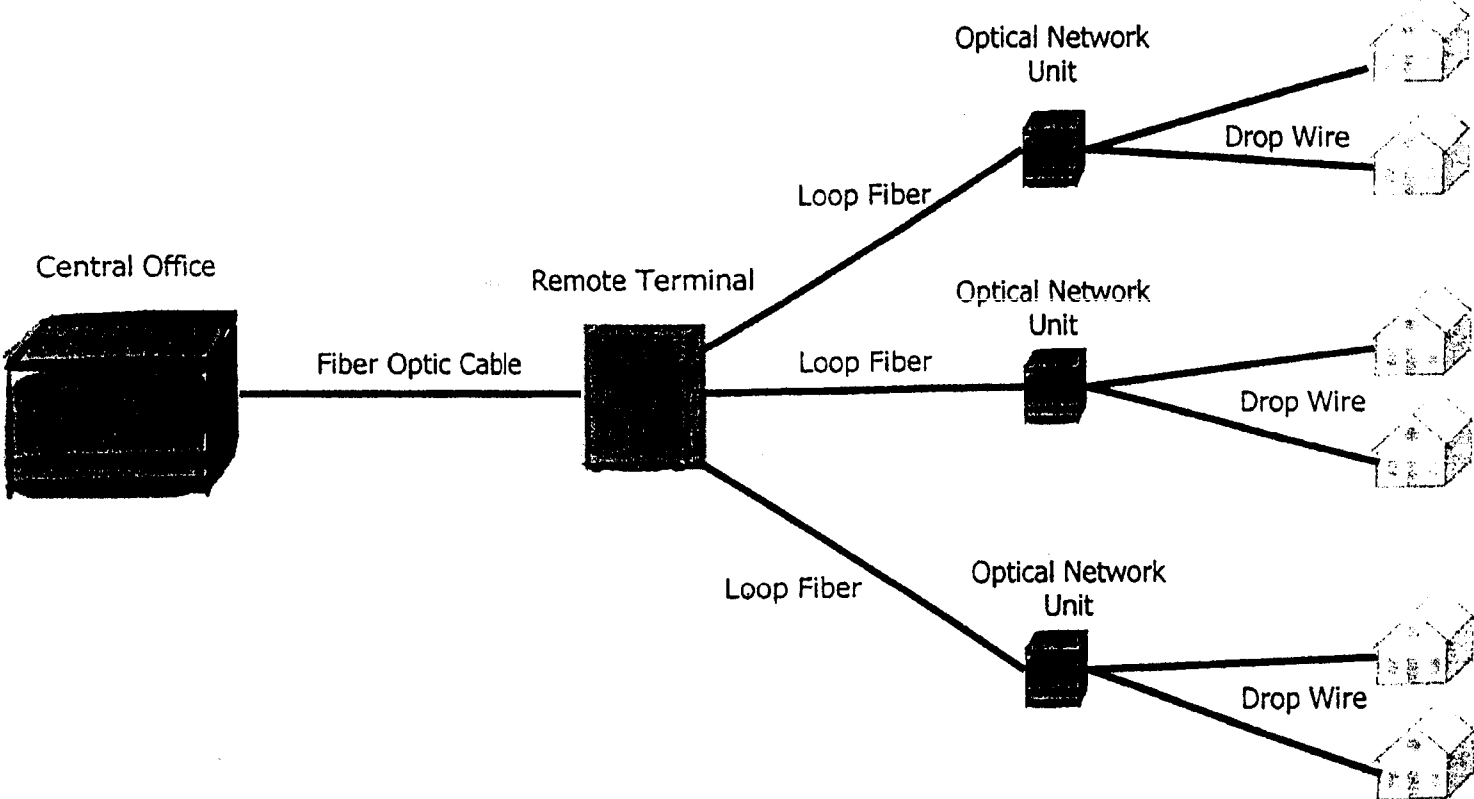 Optical Network
Unit
Drop Wire
Loop Fiber
Central Office
Remote Terminal
Optical Network
Unit
Fiber Optic Cable
Loop Fiber
Drop Wire
Optical Network
Unit
Loop Fiber
Drop Wire